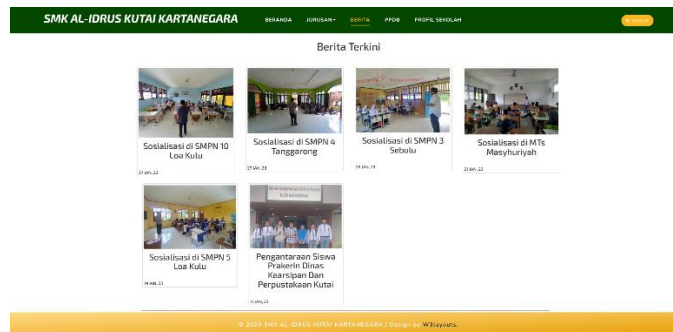 SMK AL-IDRUS KUTAI KARTANEGARA
BERANDA JURUSAN BERITA PPDB PROFIL SEKOLAH
Berita Terkini
Sosialisasi di SMPN 10
Loa Kulu
Sosialisasi di SMPN 4
Tanggarong
Sosialisasi di SMPN 3
Sebulu
Sosialisasi di MTs
Masyhuriyah
Sosialisasi di SMPN 5
Loa Kulu
Pengantaraan Siswa
Prakerin Dinas
Kearsipan Dan
Perpustakaan Kutai
© 2023 SMK AL-IDRUS KUTAI KARTANEGARA | Design by W3layouts.